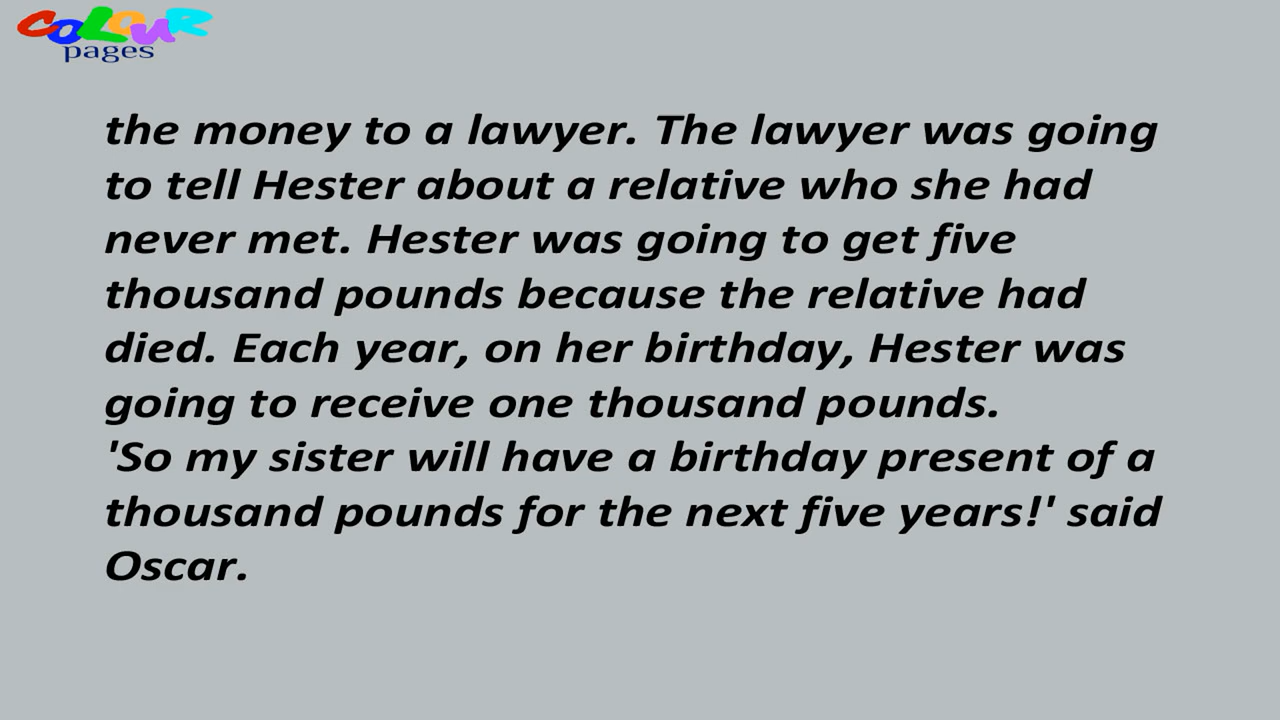 COLOUR
pages
the money to a lawyer. The lawyer was going
to tell Hester about a relative who she had
never met. Hester was going to get five
thousand pounds because the relative had
died. Each year, on her birthday, Hester was
going to receive one thousand pounds.
'So my sister will have a birthday present of a
thousand pounds for the next five years!' said
Oscar.